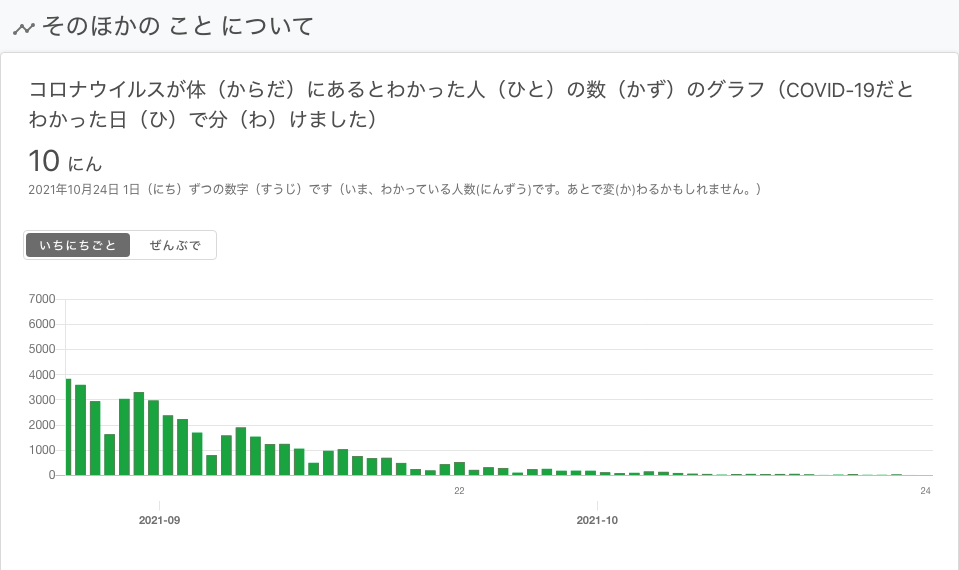 そのほかの こと について
コロナウイルスが体（からだ）にあるとわかった人（ひと）の数（かず）のグラフ（COVID-19だと
わかった日（ひ）で分（わ）けました）
10 にん
2021年10月24日 1日（にち）ずつの数字（すうじ）です（いま、わかっている人数(にんずう)です。あとで変(か)わるかもしれません。）
いちにちごと ぜんぶで
7000
6000
5000
4000
3000
2000
1000
0
22 24
2021-09 2021-10